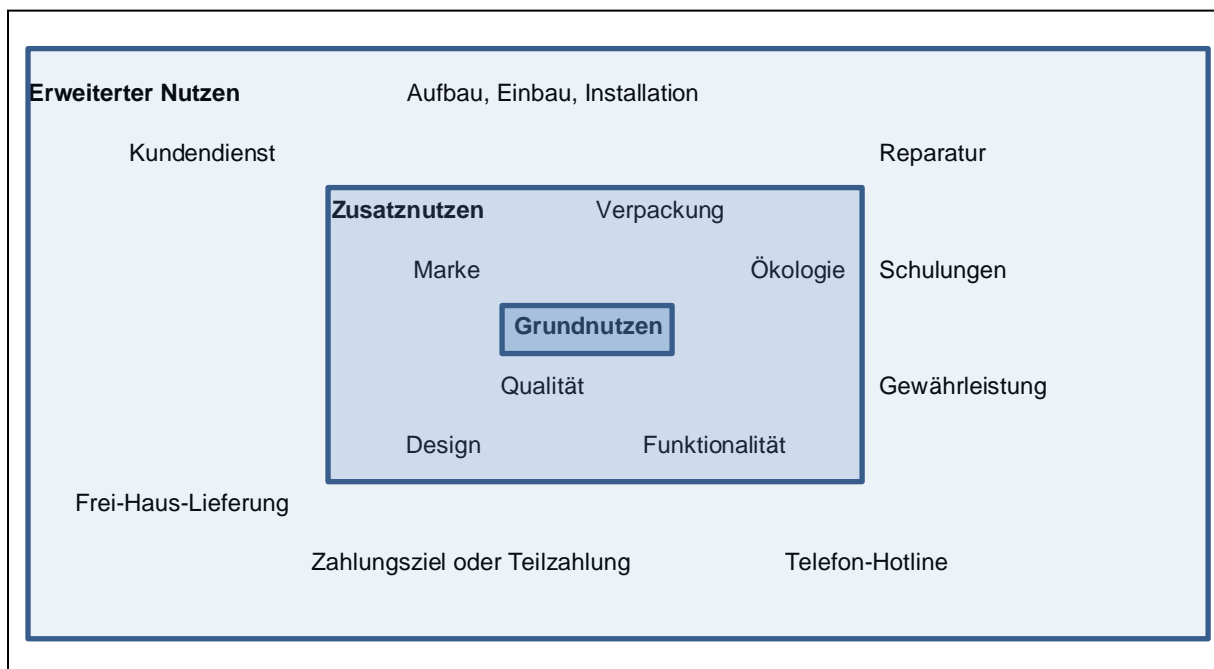 Erweiterter Nutzen Aufbau, Einbau, Installation
Kundendienst Reparatur
Zusatznutzen Verpackung
Marke Ökologie Schulungen
Grundnutzen
Qualität Gewährleistung
Design Funktionalität
Frei-Haus-Lieferung
Zahlungsziel oder Teilzahlung Telefon-Hotline